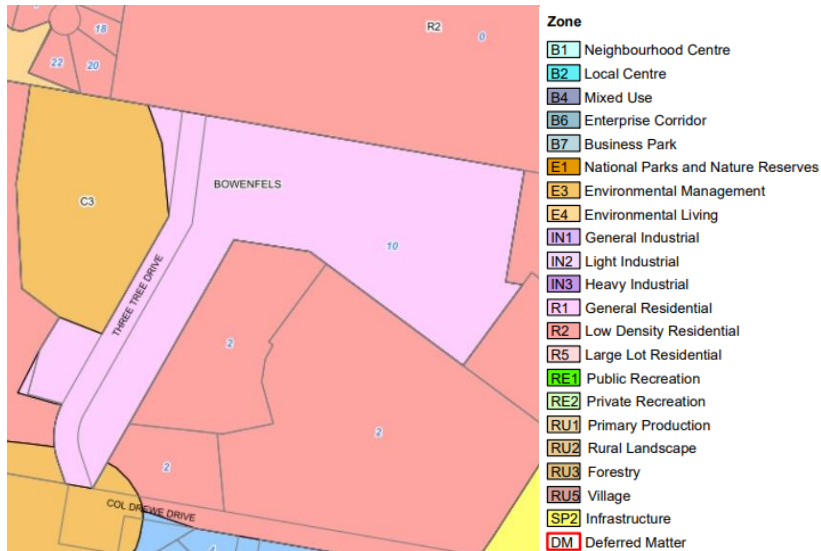 18
R2
0
22
20
C3
BOWENFELS
10
THREE TREE DRIVE
2
2
2
COL DREWE DRIVE
Zone
B1 Neighbourhood Centre
B2 Local Centre
B4 Mixed Use
B6 Enterprise Corridor
B7 Business Park
E1 National Parks and Nature Reserves
E3 Environmental Management
E4 Environmental Living
IN1 General Industrial
IN2 Light Industrial
IN3 Heavy Industrial
R1 General Residential
R2 Low Density Residential
R5 Large Lot Residential
RE1 Public Recreation
RE2 Private Recreation
RU1 Primary Production
RU2 Rural Landscape
RU3 Forestry
RU5 Village
SP2 Infrastructure
DM Deferred Matter